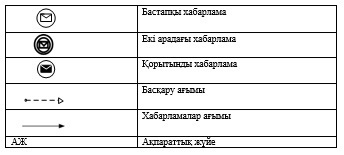 Бастапқы хабарлама
Екі арадағы хабарлама
Қорытынды хабарлама
Басқару ағымы
Хабарламалар ағымы
АЖ Ақпараттық жүйе